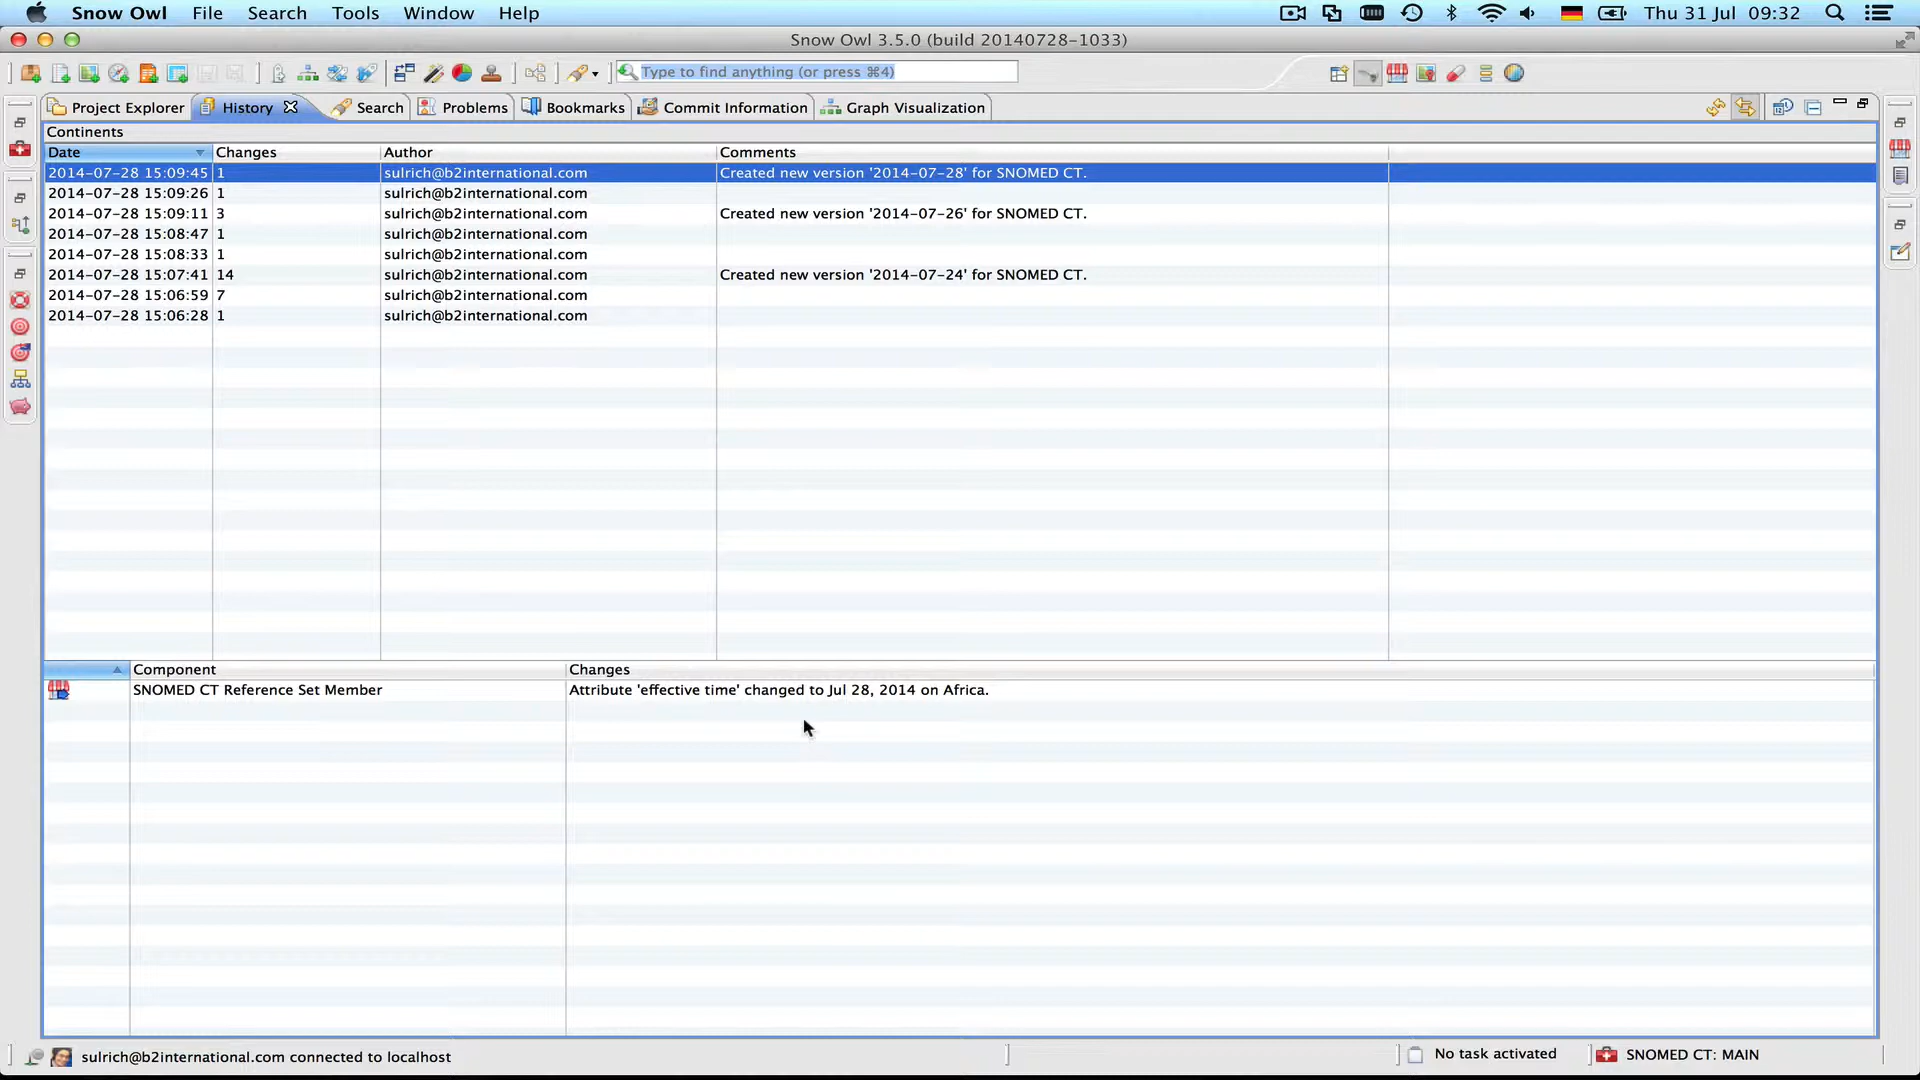 Snow Owl File Search Tools Window Help Thu 31 Jul 09:32
Snow Owl 3.5.0 (build 20140728-1033)
Type to find anything (or press ⌘4)
Project Explorer History Search Problems Bookmarks Commit Information Graph Visualization
Continents
Date Changes Author Comments
2014-07-28 15:09:45 1 sulrich@b2international.com Created new version '2014-07-28' for SNOMED CT.
2014-07-28 15:09:26 1 sulrich@b2international.com
2014-07-28 15:09:11 3 sulrich@b2international.com Created new version '2014-07-26' for SNOMED CT.
2014-07-28 15:08:47 1 sulrich@b2international.com
2014-07-28 15:08:33 1 sulrich@b2international.com
2014-07-28 15:07:41 14 sulrich@b2international.com Created new version '2014-07-24' for SNOMED CT.
2014-07-28 15:06:59 7 sulrich@b2international.com
2014-07-28 15:06:28 1 sulrich@b2international.com
Component Changes
SNOMED CT Reference Set Member Attribute 'effective time' changed to Jul 28, 2014 on Africa.
sulrich@b2international.com connected to localhost No task activated SNOMED CT: MAIN